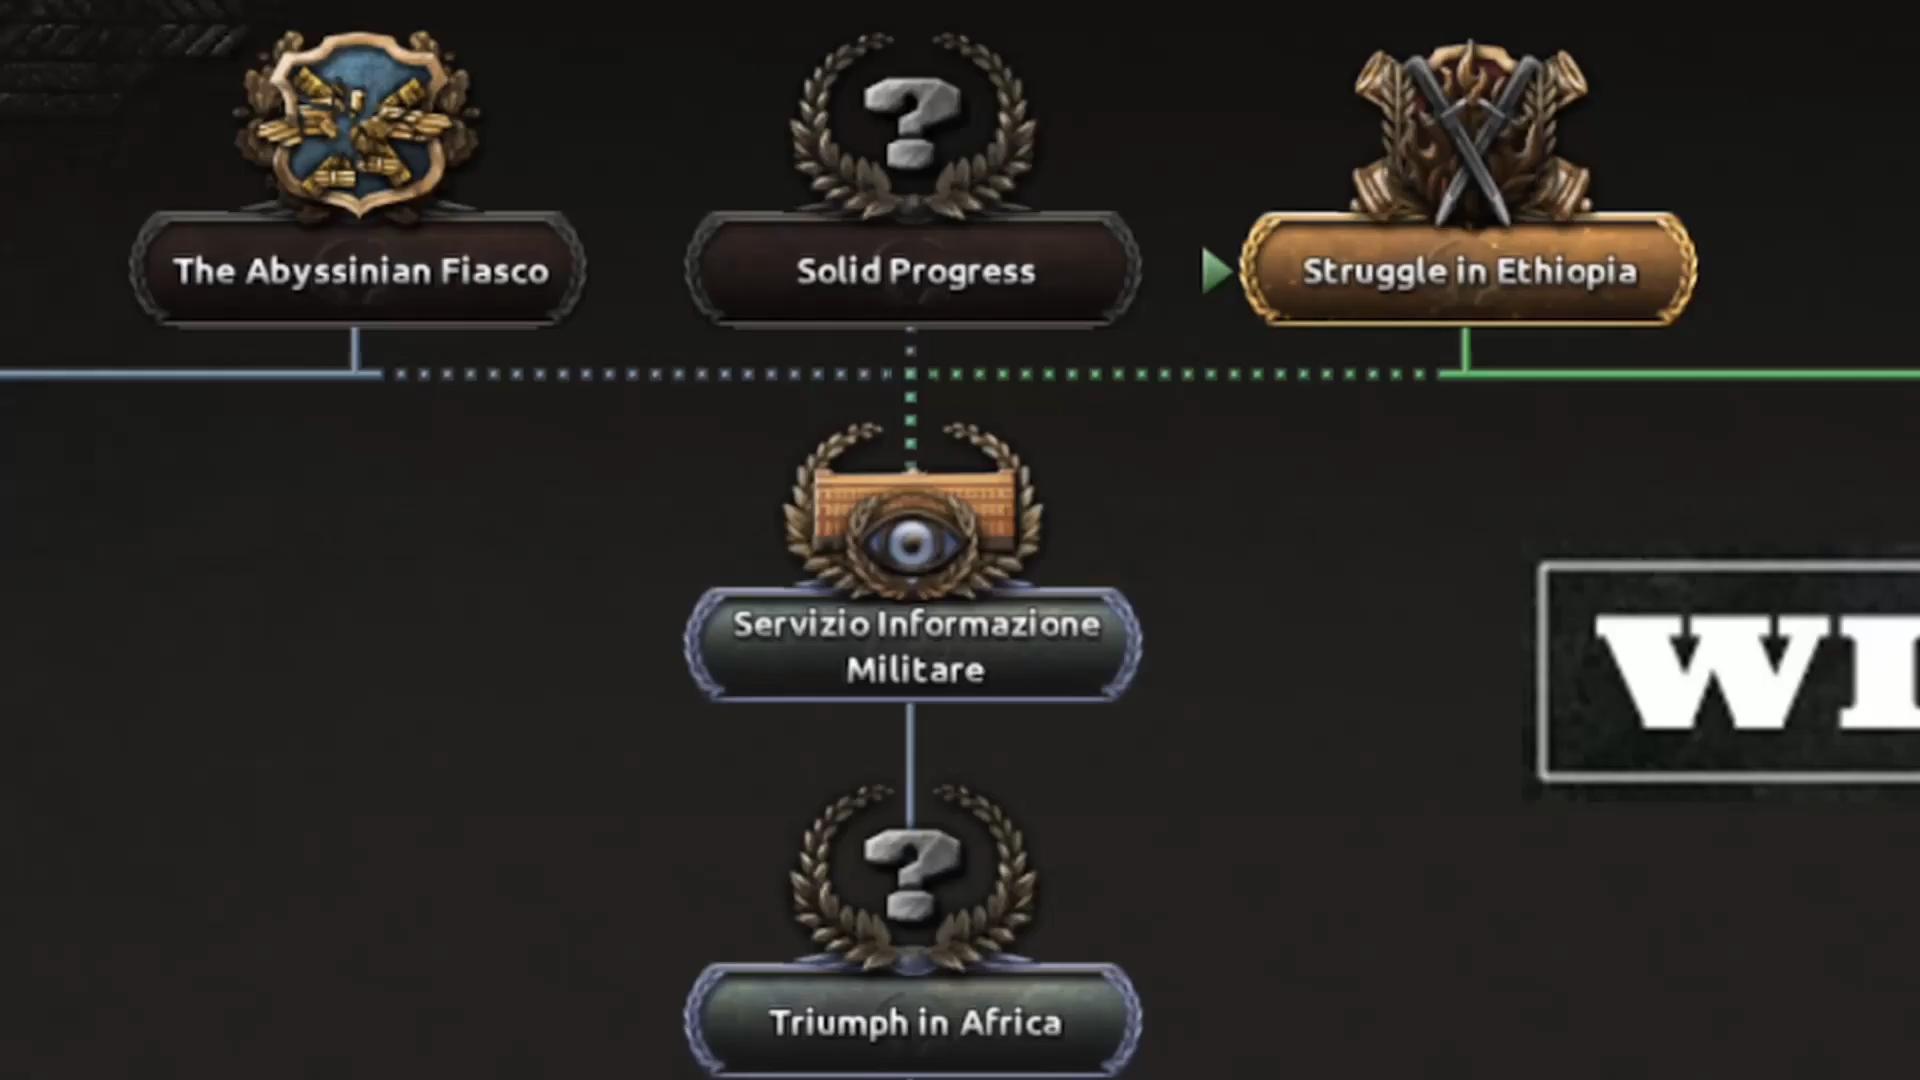 The Abyssinian Fiasco
Solid Progress
Struggle in Ethiopia
Servizio Informazione
Militare
Triumph in Africa